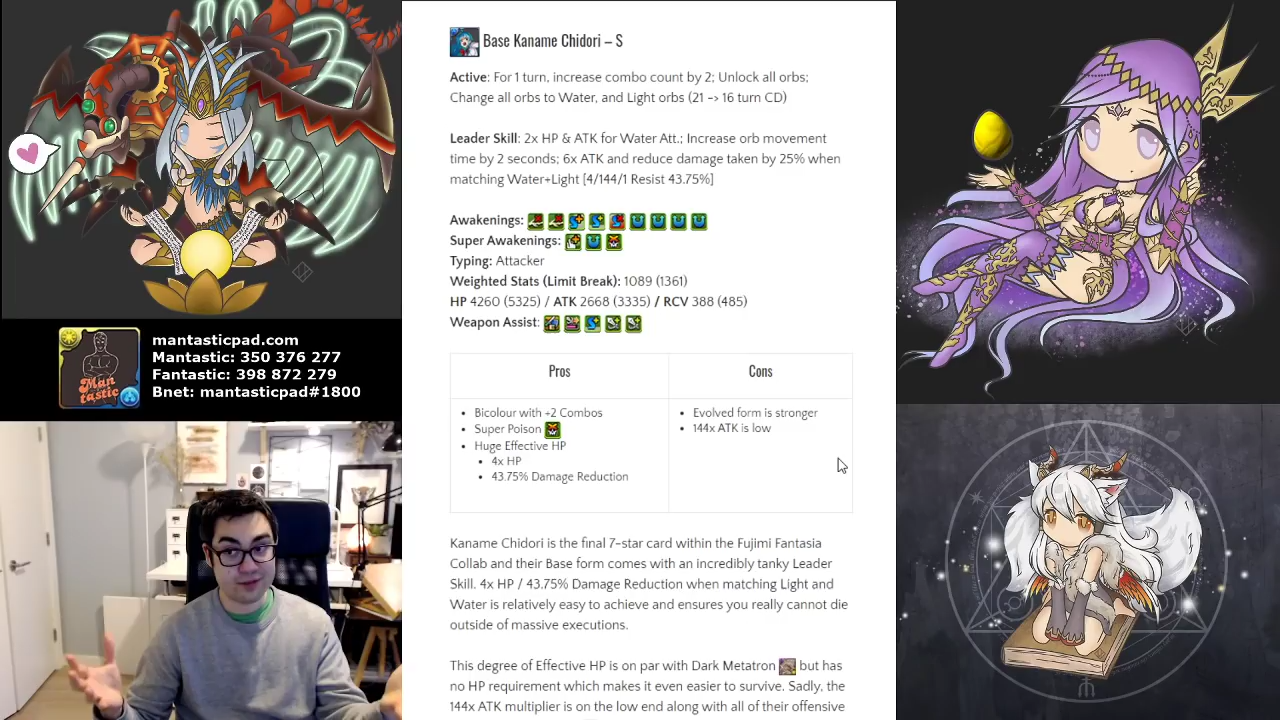 Base Kaname Chidori – S
Active: For 1 turn, increase combo count by 2; Unlock all orbs;
Change all orbs to Water, and Light orbs (21 -> 16 turn CD)
Leader Skill: 2x HP & ATK for Water Att.; Increase orb movement
time by 2 seconds; 6x ATK and reduce damage taken by 25% when
matching Water+Light [4/144/1 Resist 43.75%]
Awakenings:
Super Awakenings:
Typing: Attacker
Weighted Stats (Limit Break): 1089 (1361)
HP 4260 (5325) / ATK 2668 (3335) / RCV 388 (485)
Weapon Assist:
Pros
Cons
• Bicolour with +2 Combos
• Super Poison
• Huge Effective HP
• 4x HP
• 43.75% Damage Reduction
• Evolved form is stronger
• 144x ATK is low
Kaname Chidori is the final 7-star card within the Fujimi Fantasia
Collab and their Base form comes with an incredibly tanky Leader
Skill. 4x HP / 43.75% Damage Reduction when matching Light and
Water is relatively easy to achieve and ensures you really cannot die
outside of massive executions.
This degree of Effective HP is on par with Dark Metatron but has
no HP requirement which makes it even easier to survive. Sadly, the
144x ATK multiplier is on the low end along with all of their offensive
Man
tastic
mantasticpad.com
Mantastic: 350 376 277
Fantastic: 398 872 279
Bnet: mantasticpad#1800